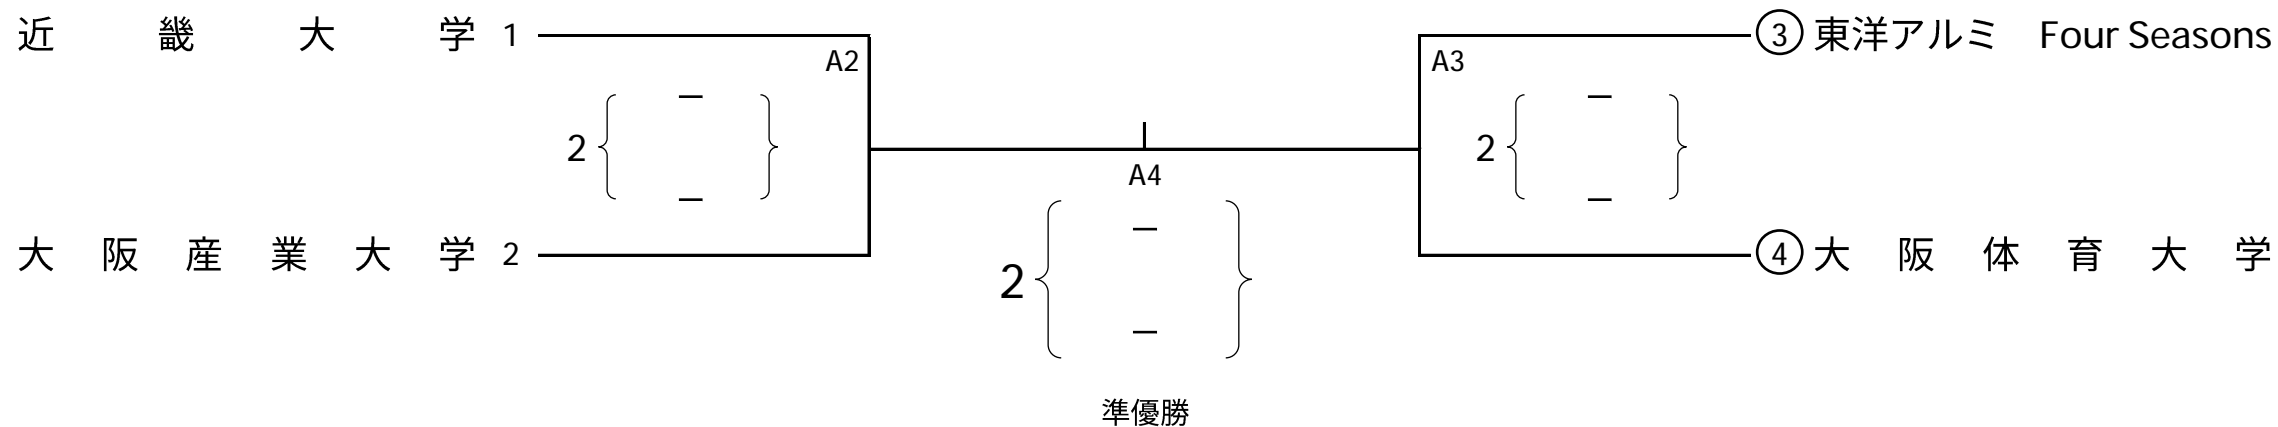 近畿大学 1
③ 東洋アルミ　Four Seasons
A2
A3
－
－
2
2
A4
－
－
大阪産業大学 2
－
④ 大阪体育大学
2
－
準優勝